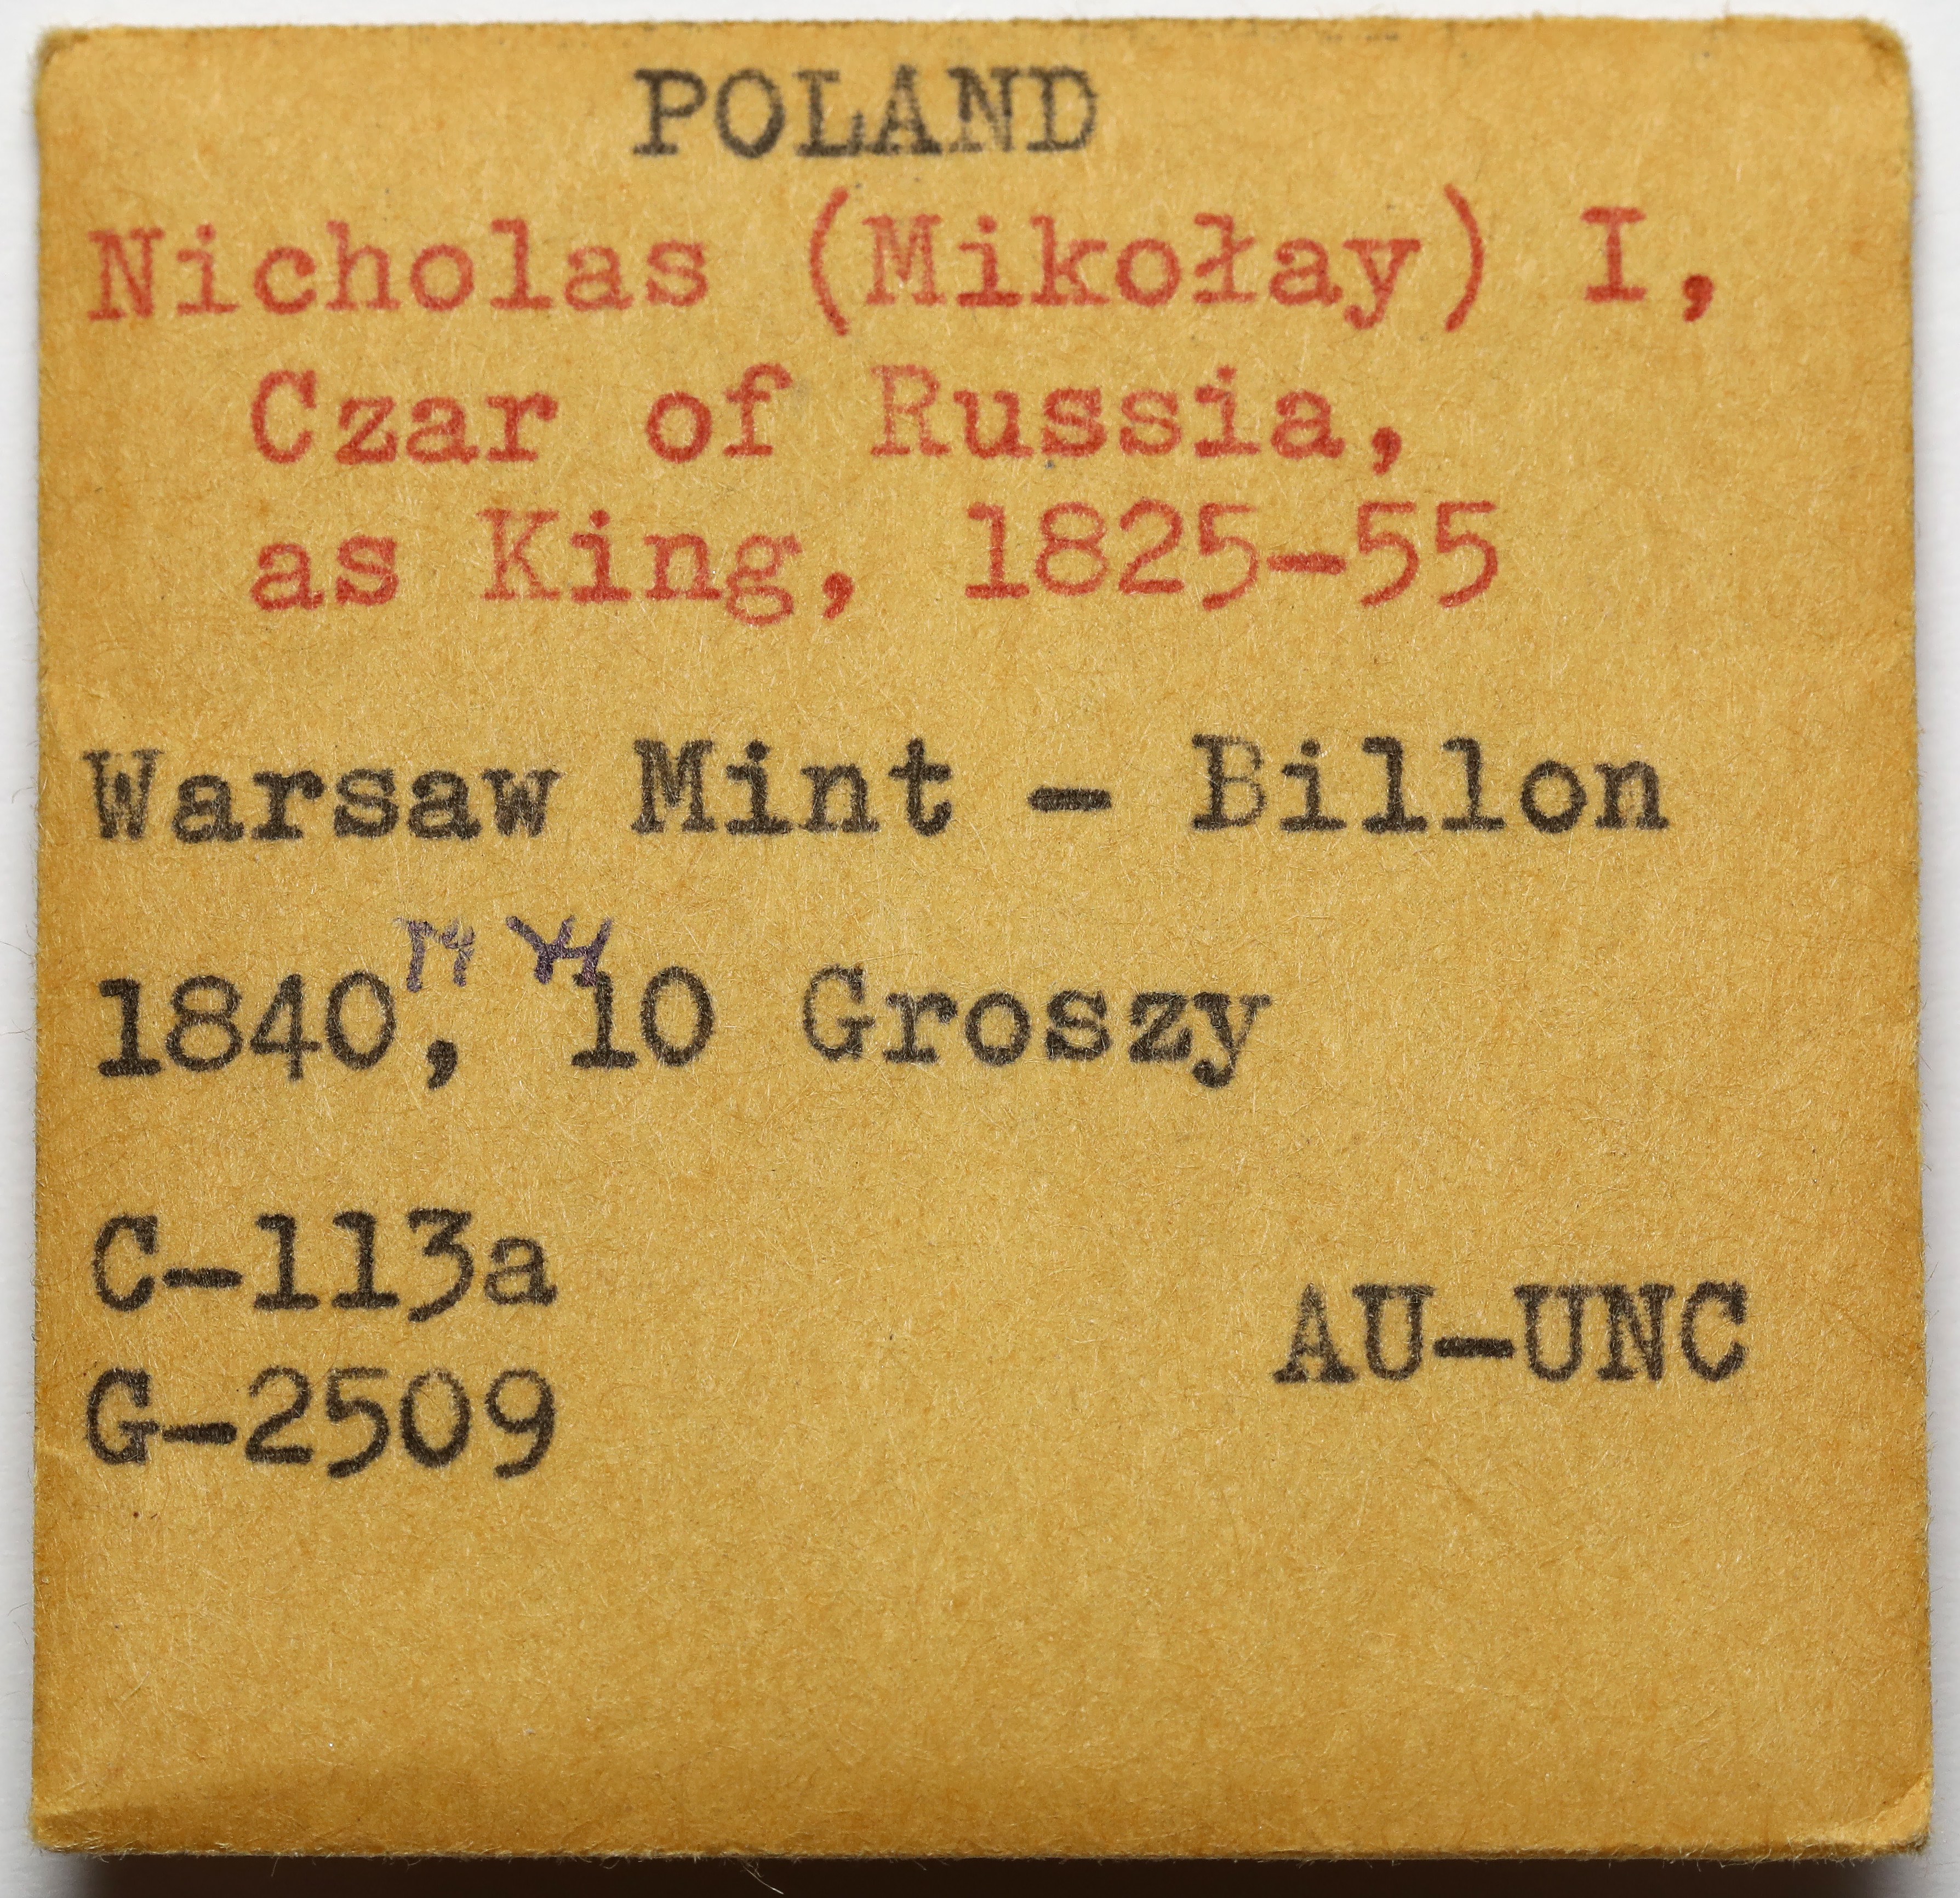 POLAND
Nicholas (Mikołay) I,
Czar of Russia,
as King, 1825-55
Warsaw Mint - Billon
1840, 10 Groszy
C-113a
G-2509
AU-UNC